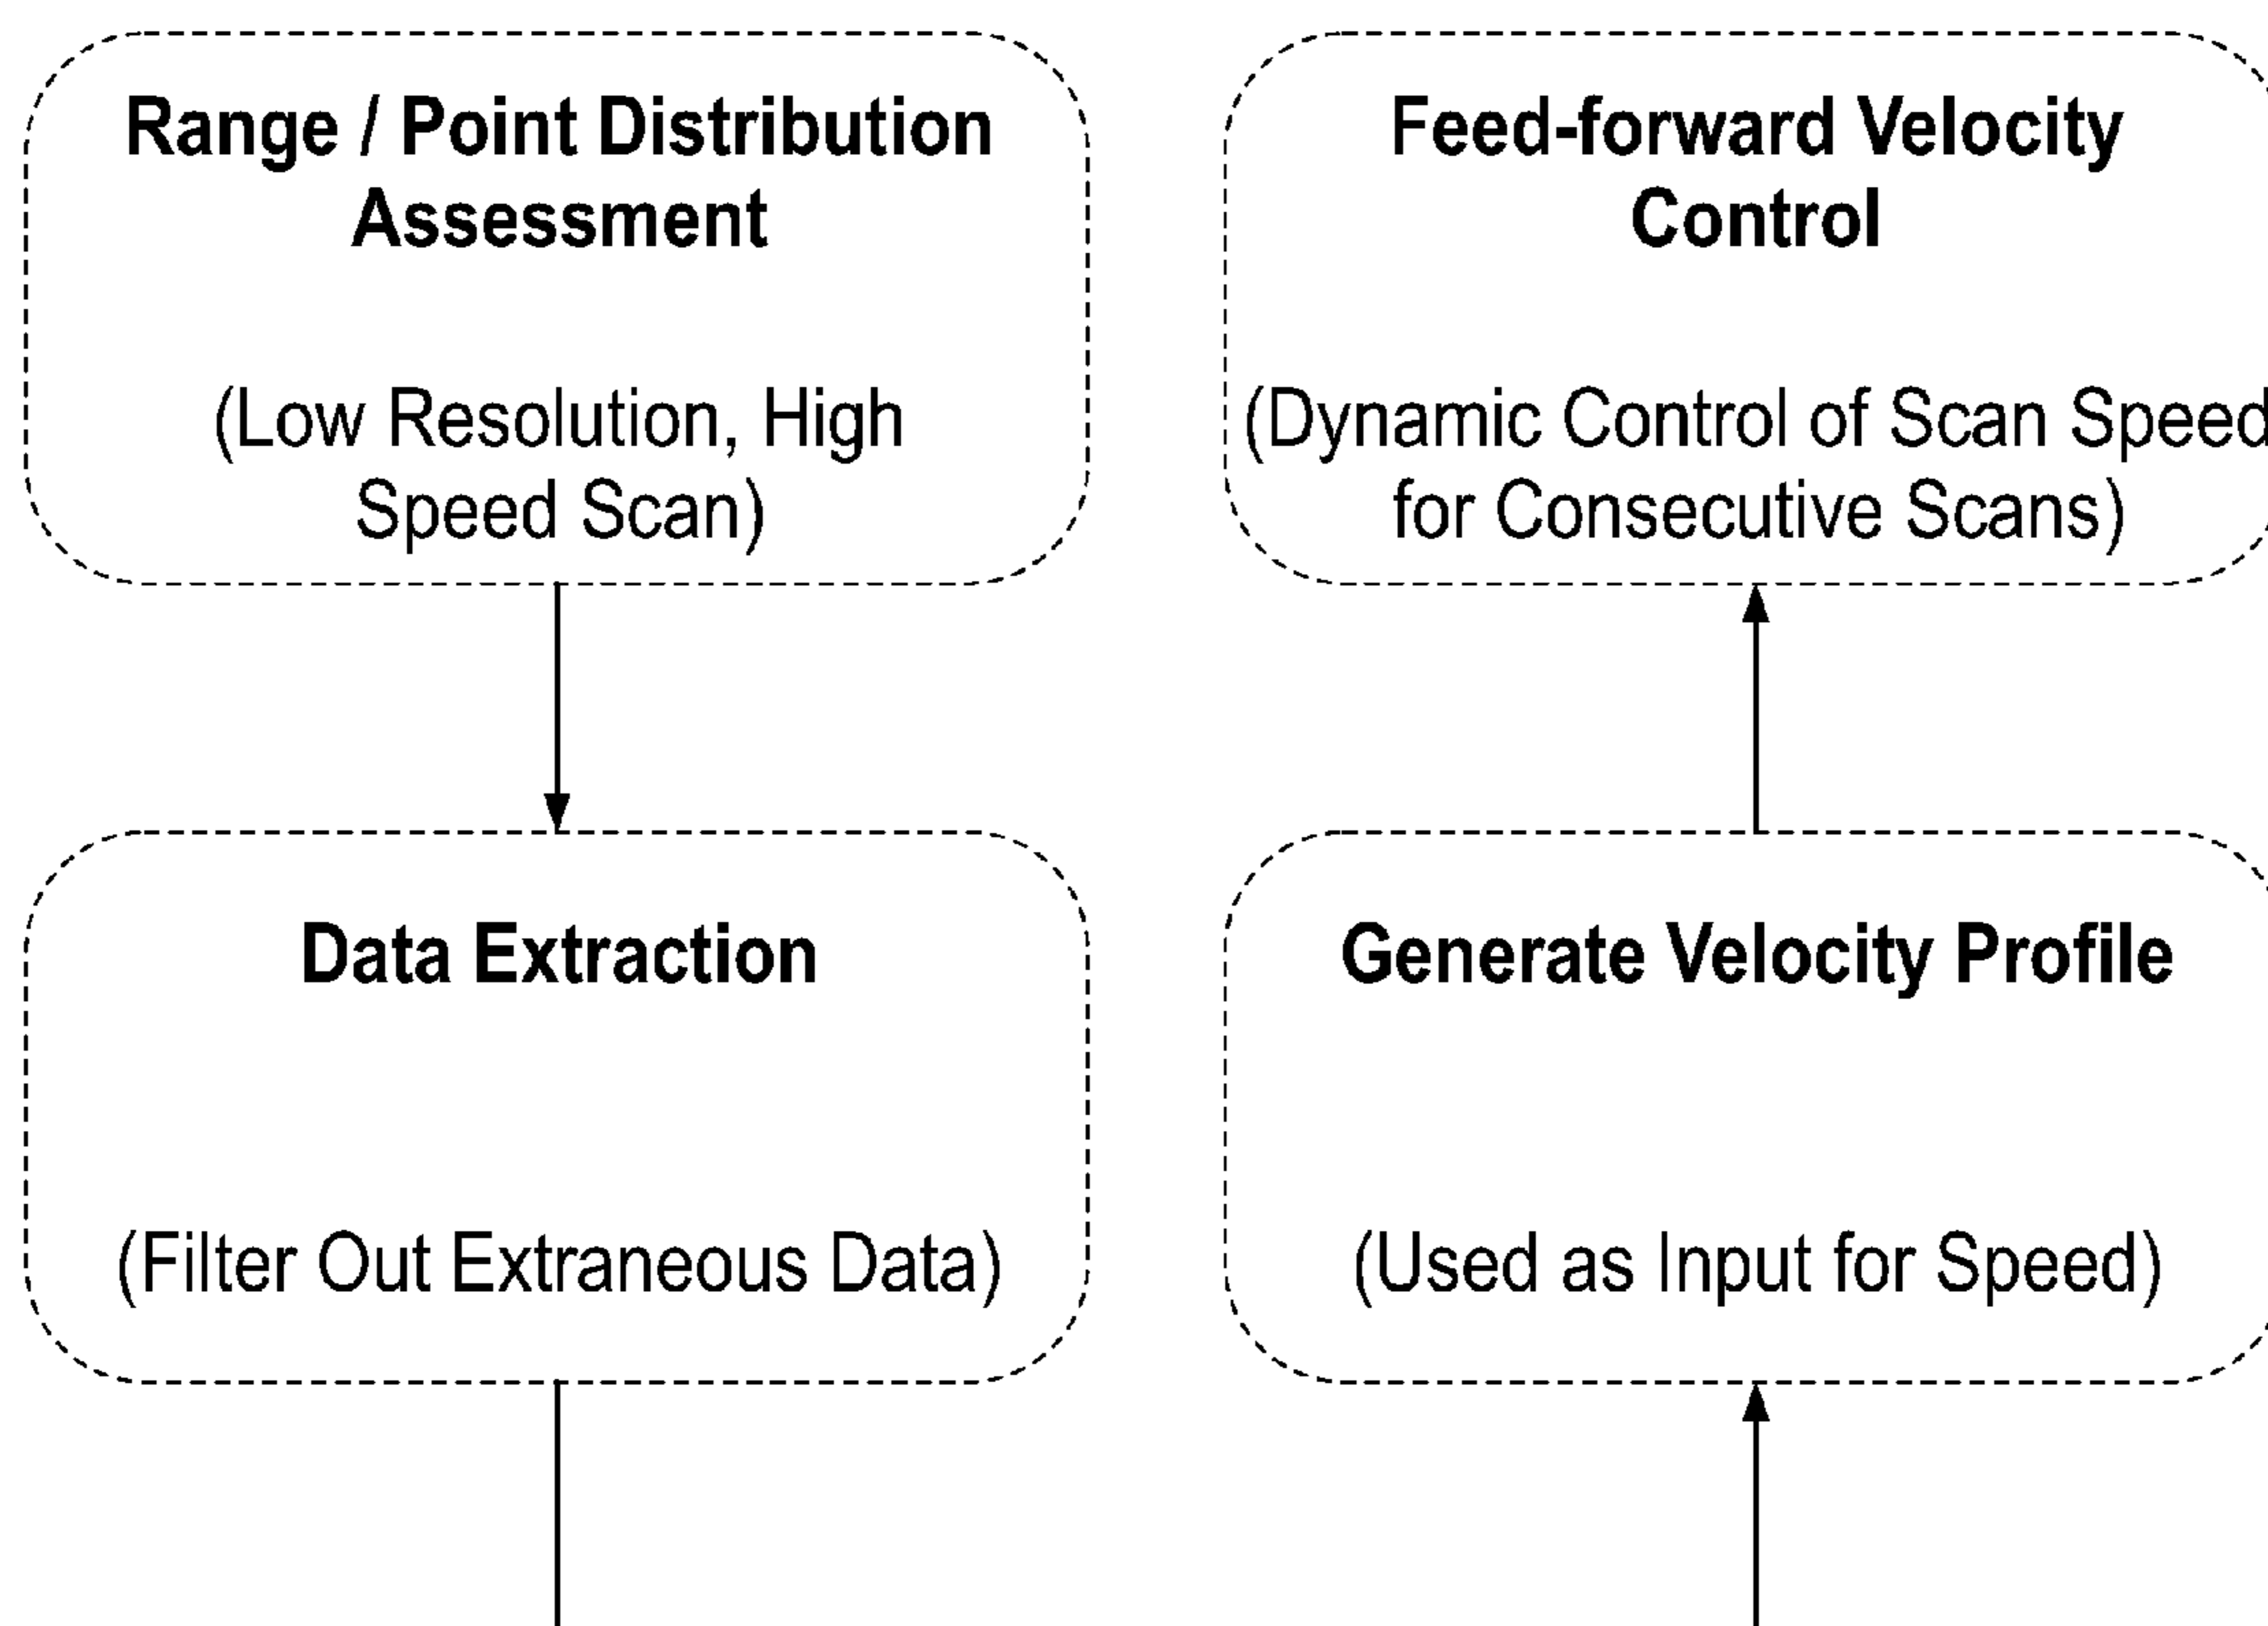 Range / Point Distribution
Assessment
(Low Resolution, High
Speed Scan)
Feed-forward Velocity
Control
(Dynamic Control of Scan Speed
for Consecutive Scans)
Data Extraction
(Filter Out Extraneous Data)
Generate Velocity Profile
(Used as Input for Speed)